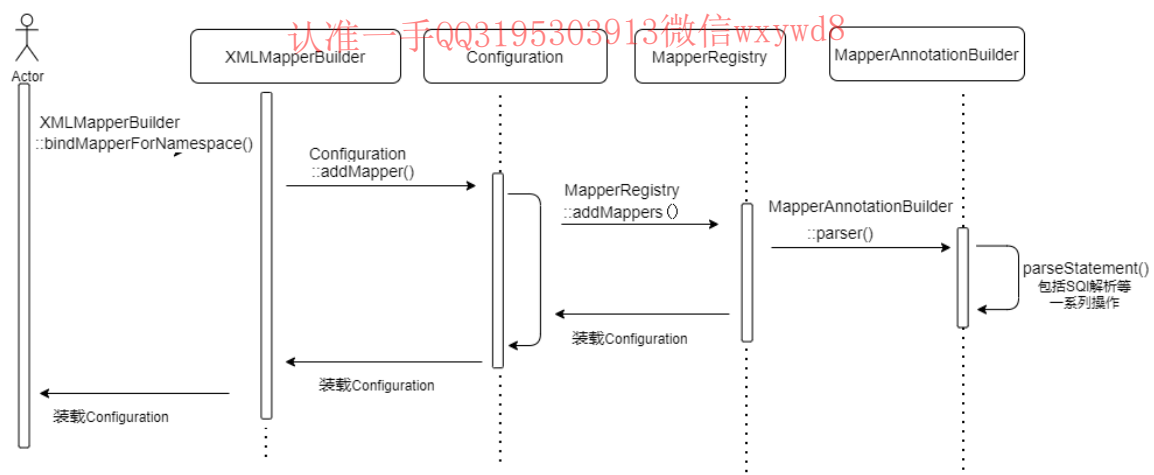 认准一手QQ3195303913微信wxywd8
Actor
XMLMapperBuilder
Configuration
MapperRegistry
MapperAnnotationBuilder
XMLMapperBuilder
::bindMapperForNamespace()
Configuration
::addMapper()
MapperRegistry
::addMappers()
MapperAnnotationBuilder
::parser()
parseStatement()
包括SQl解析等
一系列操作
装载Configuration
装载Configuration
装载Configuration